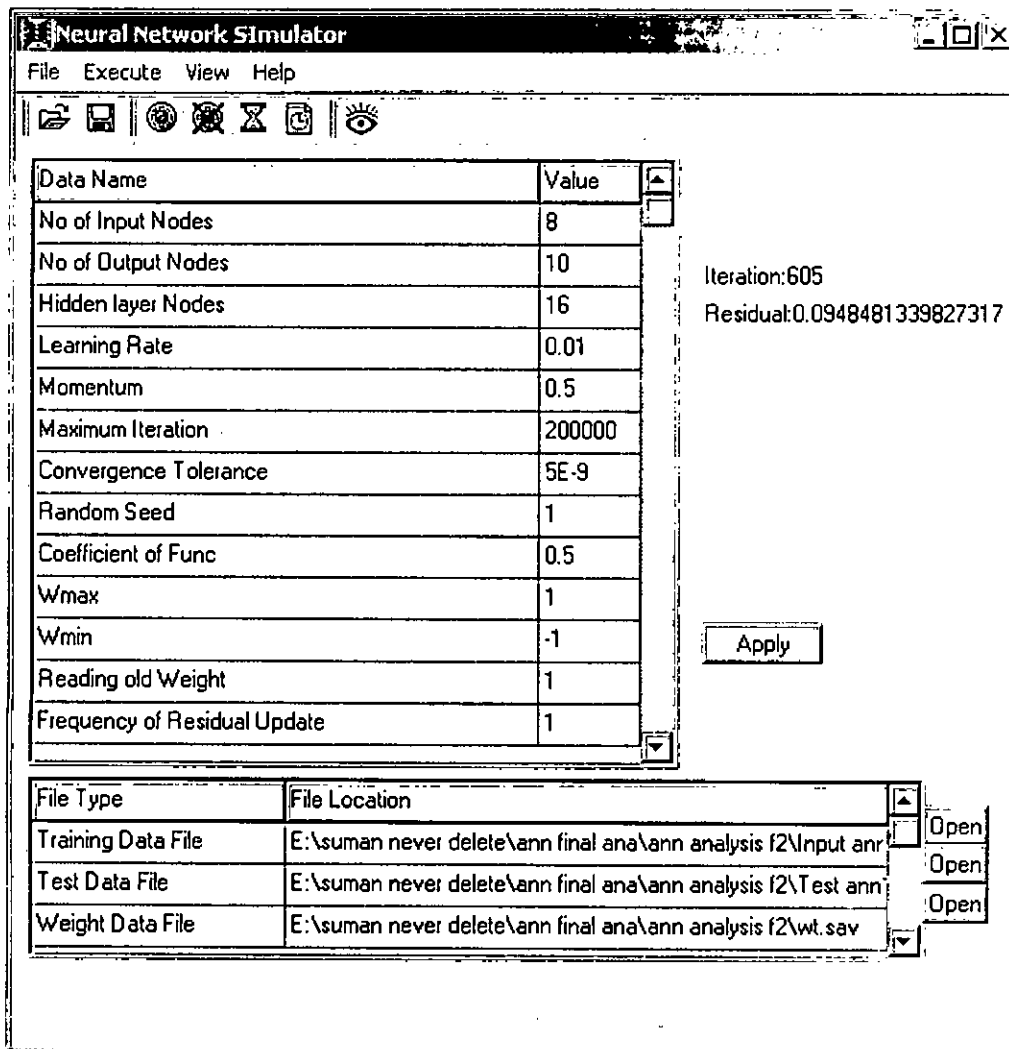 Neural Network SImulator
File Execute View Help
Data Name Value
No of Input Nodes 8
No of Output Nodes 10
Hidden layer Nodes 16
Learning Rate 0.01
Momentum 0.5
Maximum Iteration 200000
Convergence Tolerance 5E-9
Random Seed 1
Coefficient of Func 0.5
Wmax 1
Wmin -1
Reading old Weight 1
Frequency of Residual Update 1
Iteration:605
Residual:0.0948481339827317
Apply
File Type File Location
Training Data File E:\suman never delete\ann final ana\ann analysis f2\Input anr Open
Test Data File E:\suman never delete\ann final ana\ann analysis f2\Test ann Open
Weight Data File E:\suman never delete\ann final ana\ann analysis f2\wt.sav Open